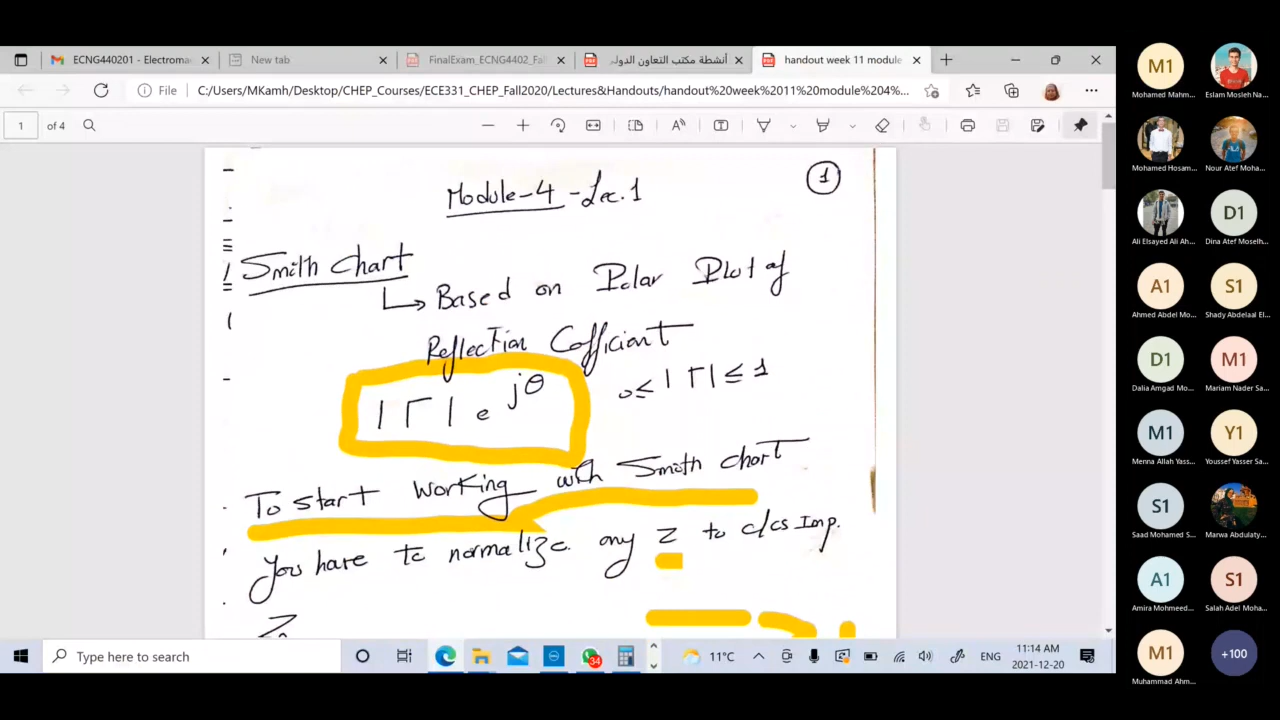 ECNG440201 - Electromac
New tab
FinalExam_ECNG4402_Fal
أنشطة مكتب التعاون الدولي
handout week 11 module
File
C:/Users/MKamh/Desktop/CHEP_Courses/ECE331_CHEP_Fall2020/Lectures&Handouts/handout%20week%2011%20module%204%...
1 of 4
1
Module-4 - Lec. 1
Smith Chart
Based on Polar Plot of
Reflection Cofficient
|Γ| e^jθ
0 ≤ |Γ| ≤ 1
To start working with Smith chart
You have to normalize any Z to c/cs Imp.
Z₀
Type here to search
34
11°C
ENG
11:14 AM
2021-12-20
M1
Mohamed Mahm...
Eslam Mosleh Na...
Mohamed Hosam...
Nour Atef Moha...
Ali Elsayed Ali Ah...
D1
Dina Atef Moselh...
A1
Ahmed Abdel Mo...
S1
Shady Abdelaal El...
D1
Dalia Amgad Mo...
M1
Mariam Nader Sa...
M1
Menna Allah Yass...
Y1
Youssef Yasser Sa...
S1
Saad Mohamed S...
Marwa Abdulaty...
A1
Amira Mohmeed...
S1
Salah Adel Moha...
M1
Muhammad Ahm...
+100